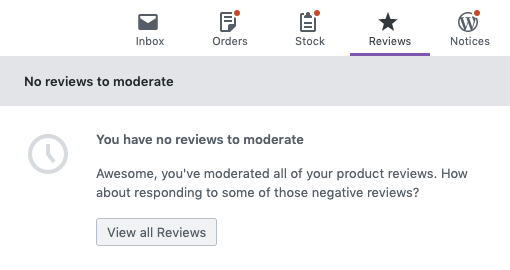 Inbox Orders Stock Reviews Notices
No reviews to moderate
You have no reviews to moderate
Awesome, you've moderated all of your product reviews. How
about responding to some of those negative reviews?
View all Reviews